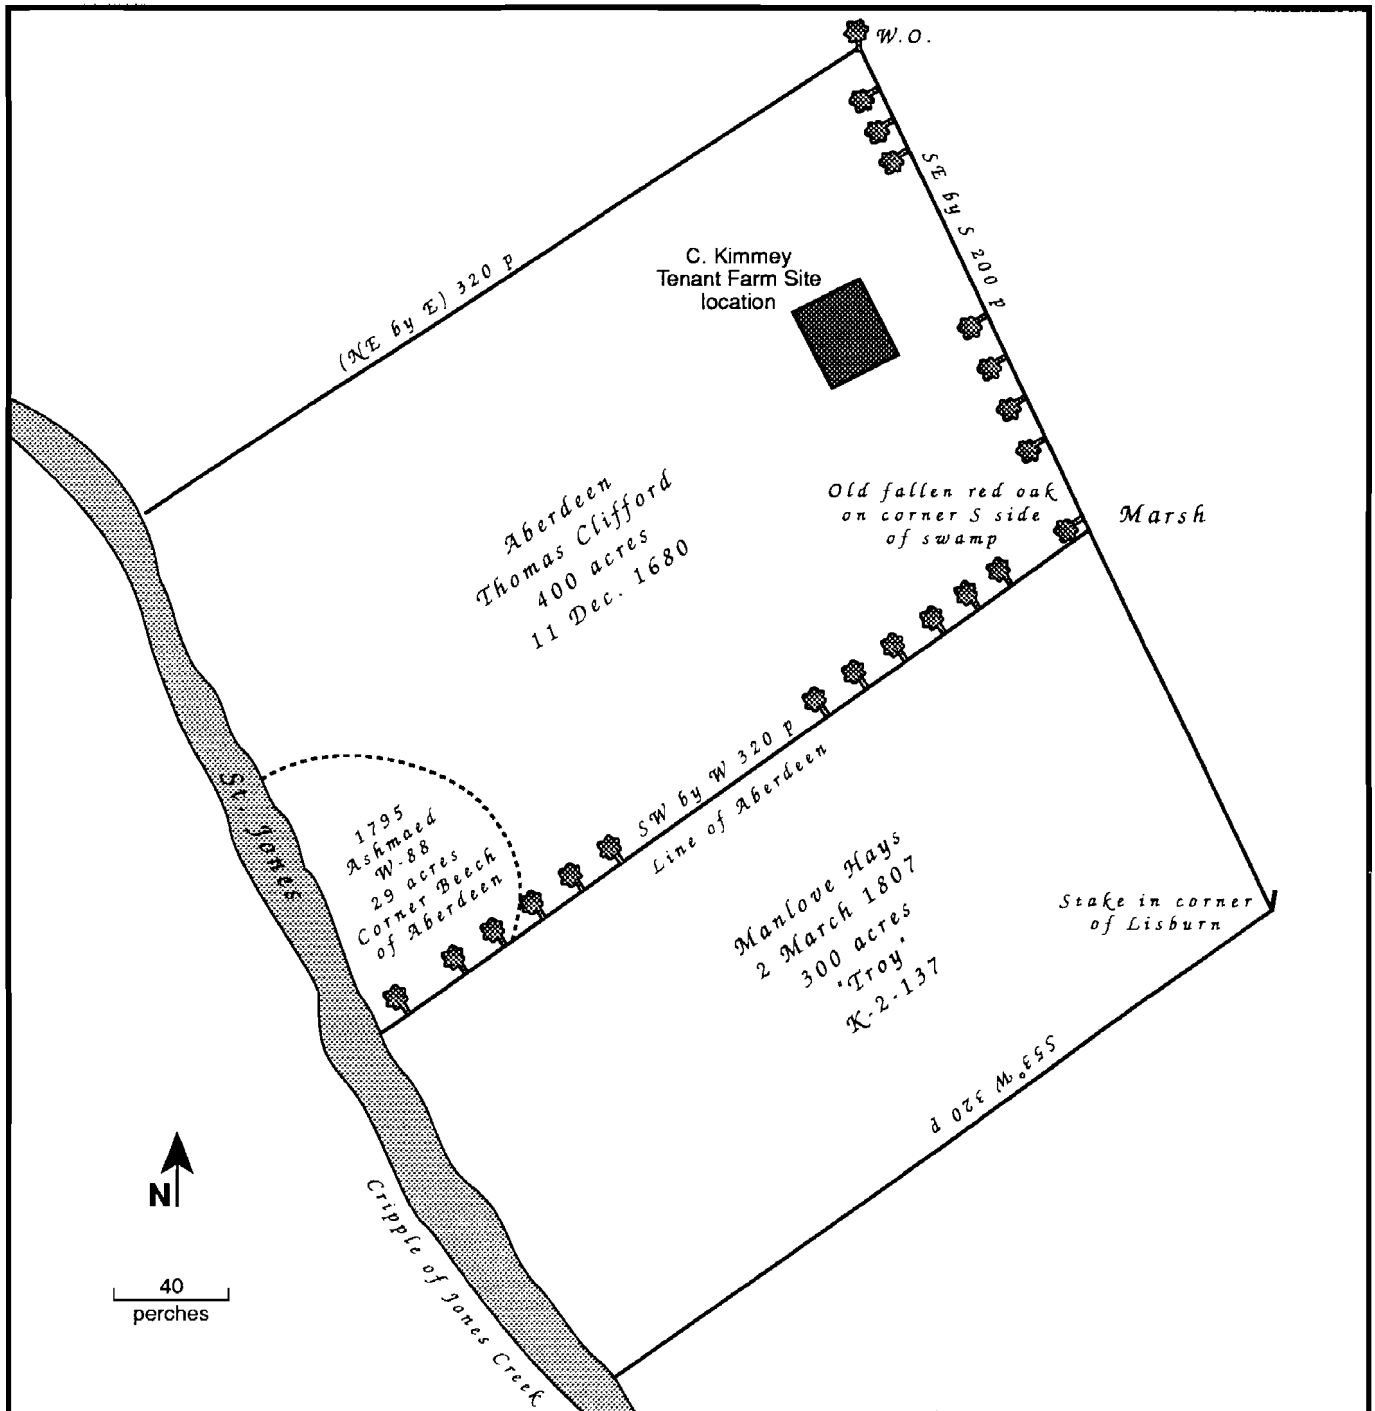 W.O.
SE by S 200 p
(NE by E) 320 p
C. Kimmey
Tenant Farm Site
location
Old fallen red oak
on corner S side
of swamp
Marsh
Aberdeen
Thomas Clifford
400 acres
11 Dec. 1680
St. Jones
1795
Ashmaed
W-88
29 acres
Corner Beech
of Aberdeen
SW by W 320 p
Line of Aberdeen
Manlove Hays
2 March 1807
300 acres
"Troy"
K-2-137
Stake in corner
of Lisburn
S53°W 320 p
Cripple of Jones Creek
N
40
perches